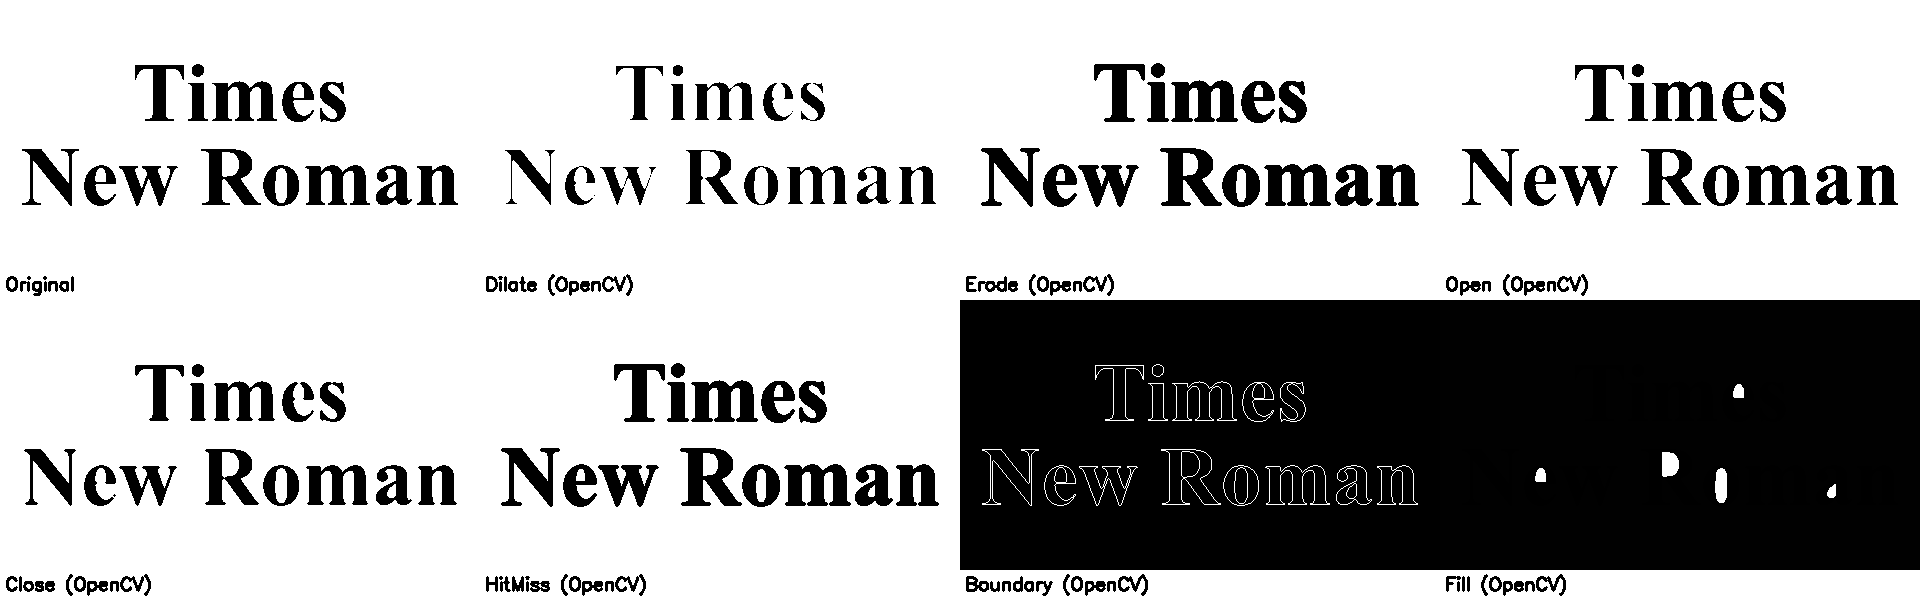 Times
New Roman
Original
Times
New Roman
Dilate (OpenCV)
Times
New Roman
Erode (OpenCV)
Times
New Roman
Open (OpenCV)
Times
New Roman
Close (OpenCV)
Times
New Roman
HitMiss (OpenCV)
Times
New Roman
Boundary (OpenCV)
Fill (OpenCV)